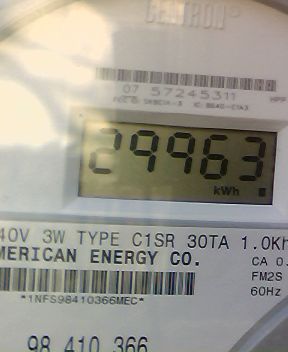 CENTRON
07 57245311
29963
kWh
40V 3W TYPE C1SR 30TA 1.0Kh
MERICAN ENERGY CO.
CA 0.
FM2S
60Hz
*1NFS98410366MEC*
98 410 366